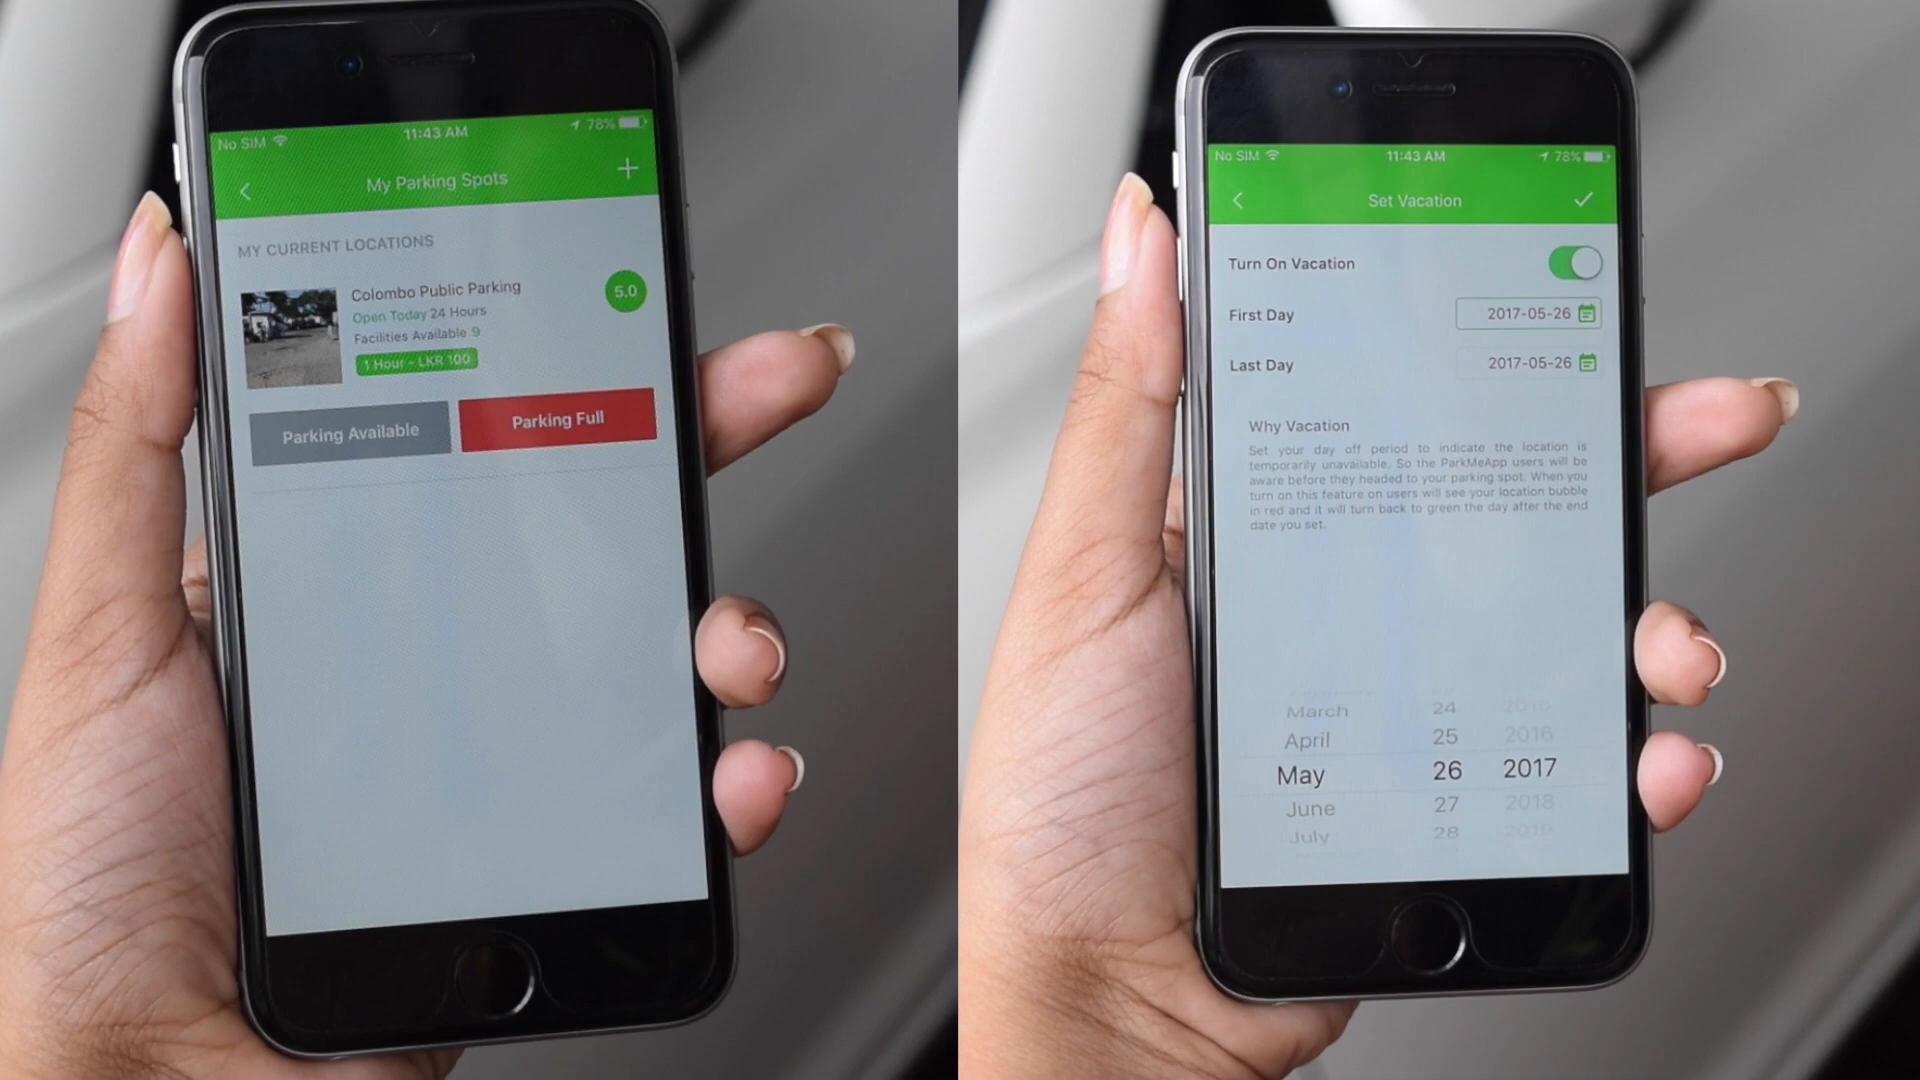 No SIM 11:43 AM 78%
My Parking Spots
MY CURRENT LOCATIONS
Colombo Public Parking
5.0
Open Today 24 Hours
Facilities Available 9
1 Hour - LKR 100
Parking Available
Parking Full
No SIM 11:43 AM 78%
Set Vacation
Turn On Vacation
First Day 2017-05-26
Last Day 2017-05-26
Why Vacation
Set your day off period to indicate the location is
temporarily unavailable. So the ParkMeApp users will be
aware before they headed to your parking spot. When you
turn on this feature on users will see your location bubble
in red and it will turn back to green the day after the end
date you set.
March 24 2015
April 25 2016
May 26 2017
June 27 2018
July 28 2019